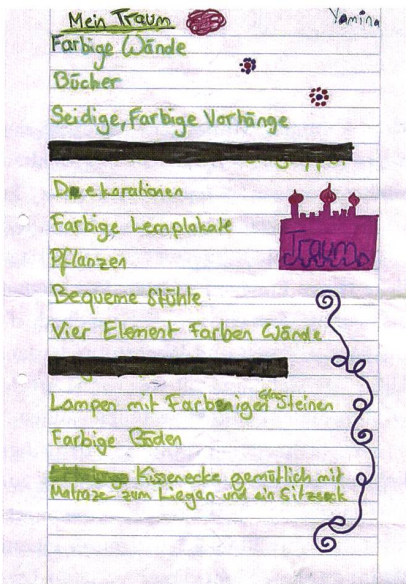 Mein Traum
Yamina
Farbige Wände
Bücher
Seidige, Farbige Vorhänge
Dekorationen
Farbige Lernplakate
Traum
Pflanzen
Bequeme Stühle
Vier Element Farben Wände
Lampen mit Farbenigen Steinen
Farbige Böden
Kissenecke gemütlich mit
Matraze zum Liegen und ein Sitzseck